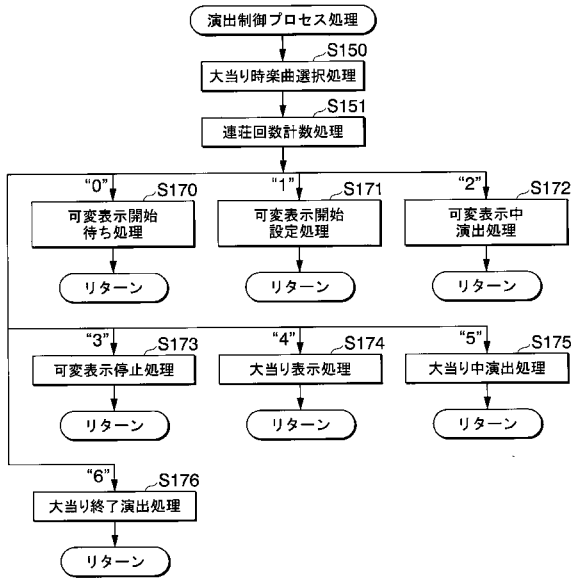 演出制御プロセス処理
S150
大当り時楽曲選択処理
S151
連荘回数計数処理
“0”
S170
“1”
S171
“2”
S172
可変表示開始
待ち処理
可変表示開始
設定処理
可変表示中
演出処理
リターン
リターン
リターン
“3”
S173
“4”
S174
“5”
S175
可変表示停止処理
大当り表示処理
大当り中演出処理
リターン
リターン
リターン
“6”
S176
大当り終了演出処理
リターン